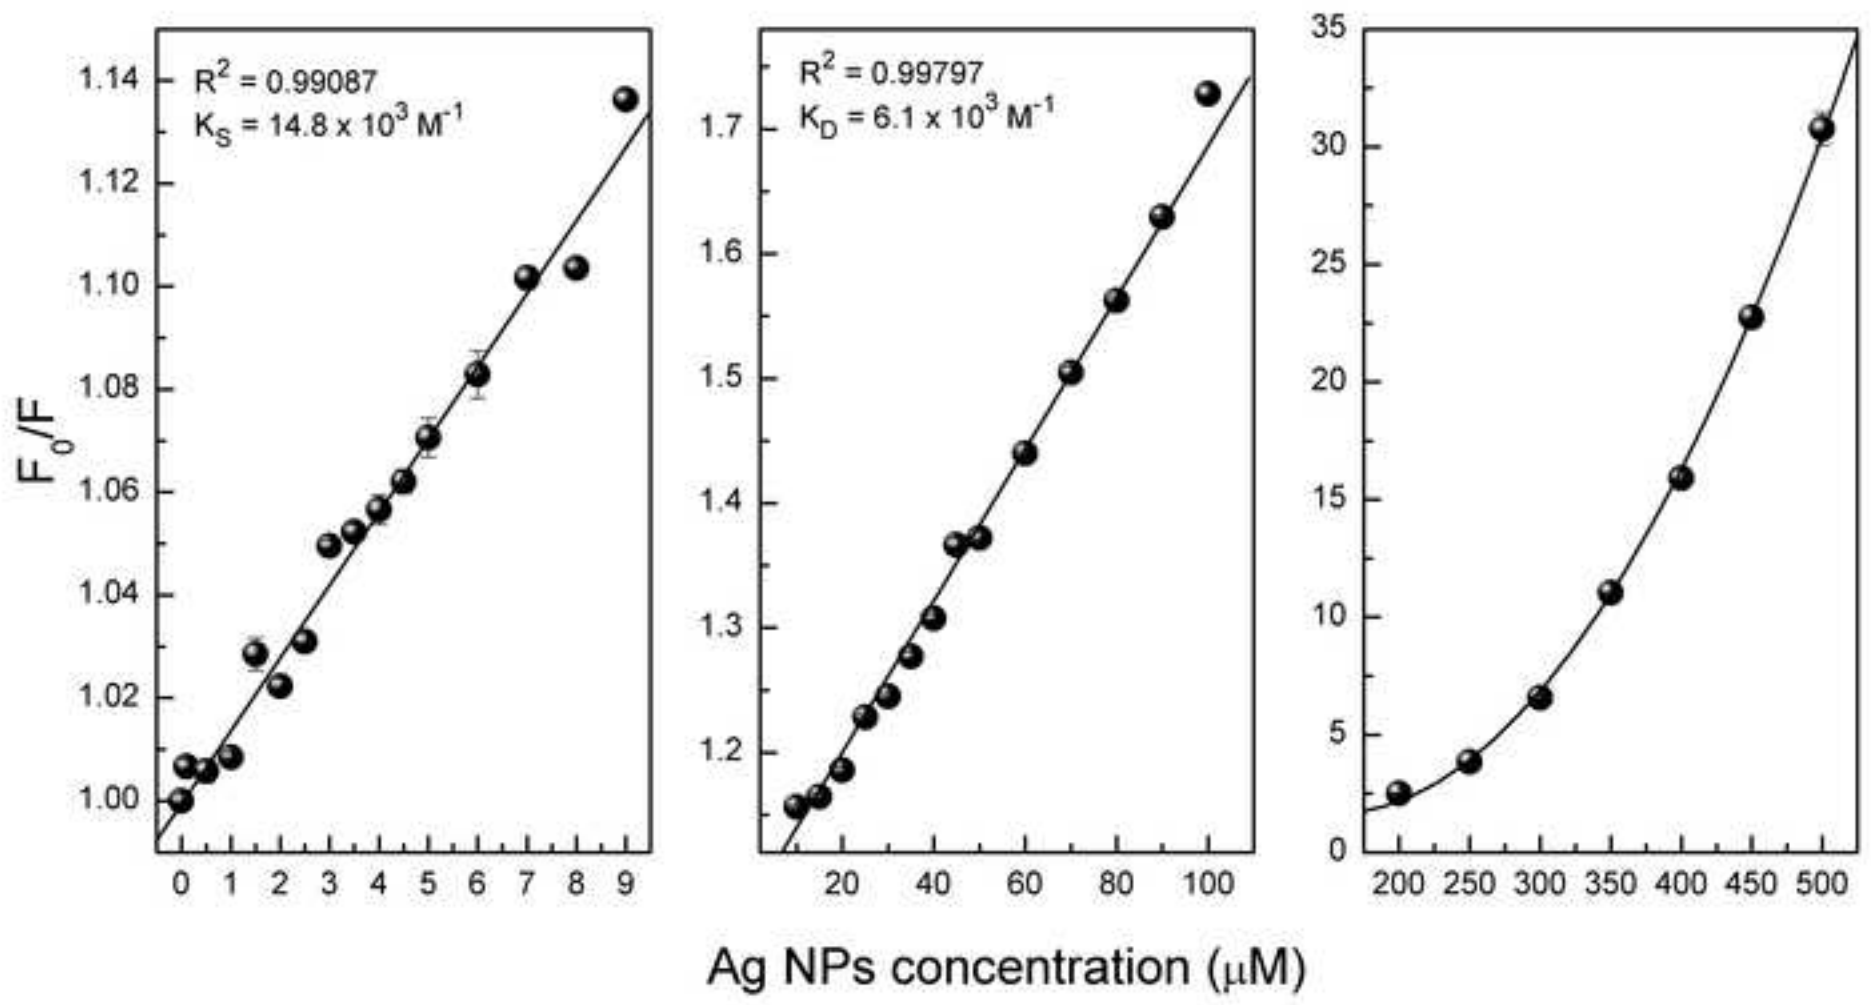 F₀/F
R² = 0.99087
K_S = 14.8 x 10³ M⁻¹
1.14
1.12
1.10
1.08
1.06
1.04
1.02
1.00
0 1 2 3 4 5 6 7 8 9
R² = 0.99797
K_D = 6.1 x 10³ M⁻¹
1.7
1.6
1.5
1.4
1.3
1.2
20 40 60 80 100
35
30
25
20
15
10
5
0
200 250 300 350 400 450 500
Ag NPs concentration (μM)